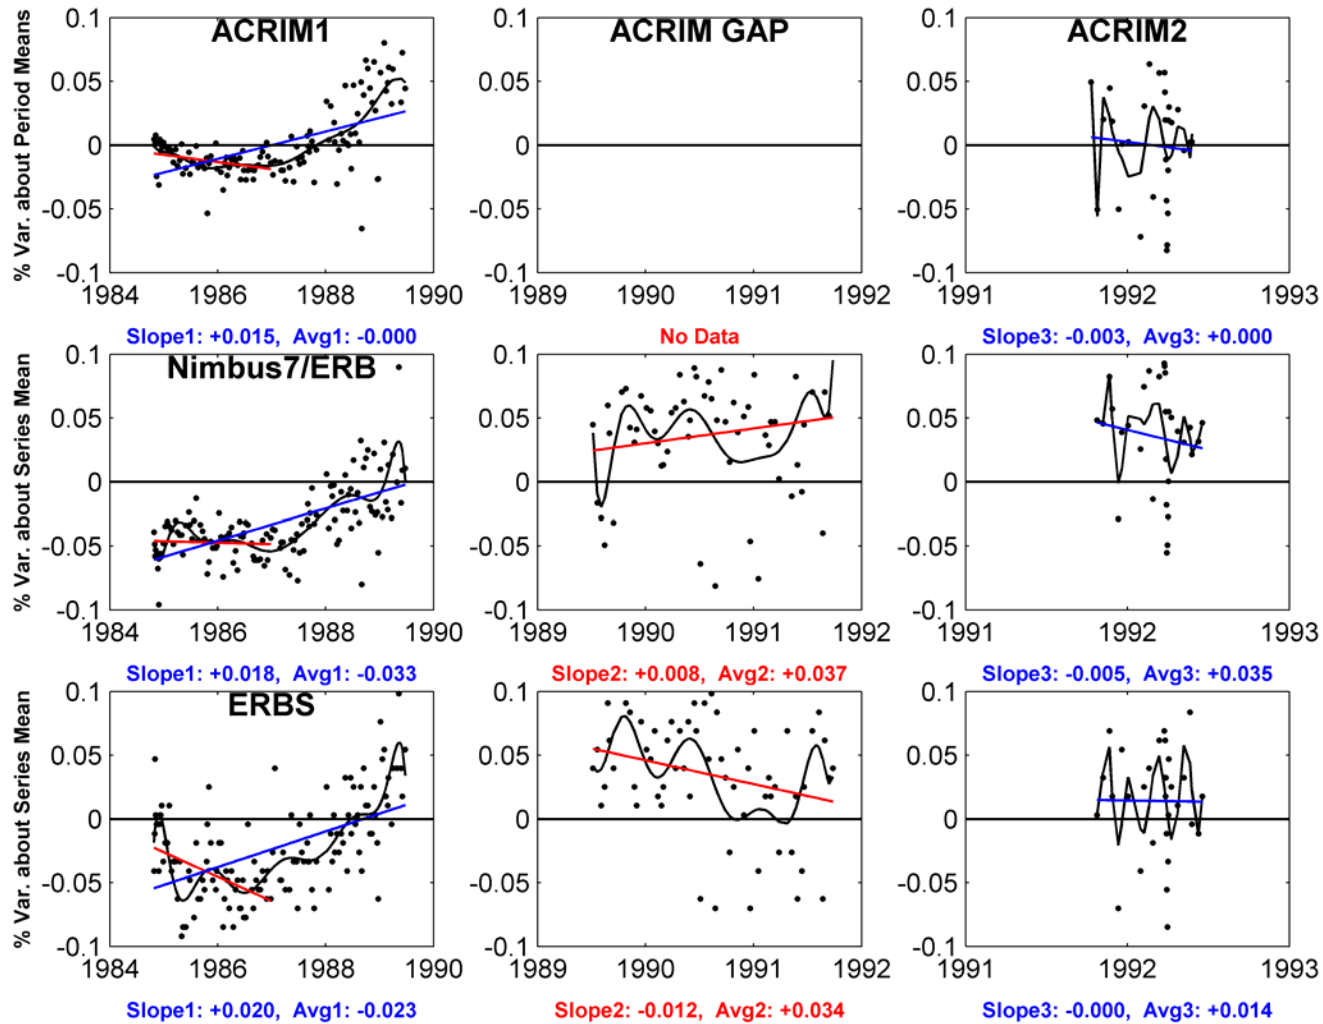 % Var. about Period Means
0.1
0.05
0
-0.05
-0.1
ACRIM1
1984 1986 1988 1990
0.1
0.05
0
-0.05
-0.1
ACRIM GAP
1989 1990 1991 1992
0.1
0.05
0
-0.05
-0.1
ACRIM2
1991 1992 1993
Slope1: +0.015, Avg1: -0.000
No Data
Slope3: -0.003, Avg3: +0.000
% Var. about Series Mean
0.1
0.05
0
-0.05
-0.1
Nimbus7/ERB
1984 1986 1988 1990
0.1
0.05
0
-0.05
-0.1
1989 1990 1991 1992
0.1
0.05
0
-0.05
-0.1
1991 1992 1993
Slope1: +0.018, Avg1: -0.033
Slope2: +0.008, Avg2: +0.037
Slope3: -0.005, Avg3: +0.035
% Var. about Series Mean
0.1
0.05
0
-0.05
-0.1
ERBS
1984 1986 1988 1990
0.1
0.05
0
-0.05
-0.1
1989 1990 1991 1992
0.1
0.05
0
-0.05
-0.1
1991 1992 1993
Slope1: +0.020, Avg1: -0.023
Slope2: -0.012, Avg2: +0.034
Slope3: -0.000, Avg3: +0.014